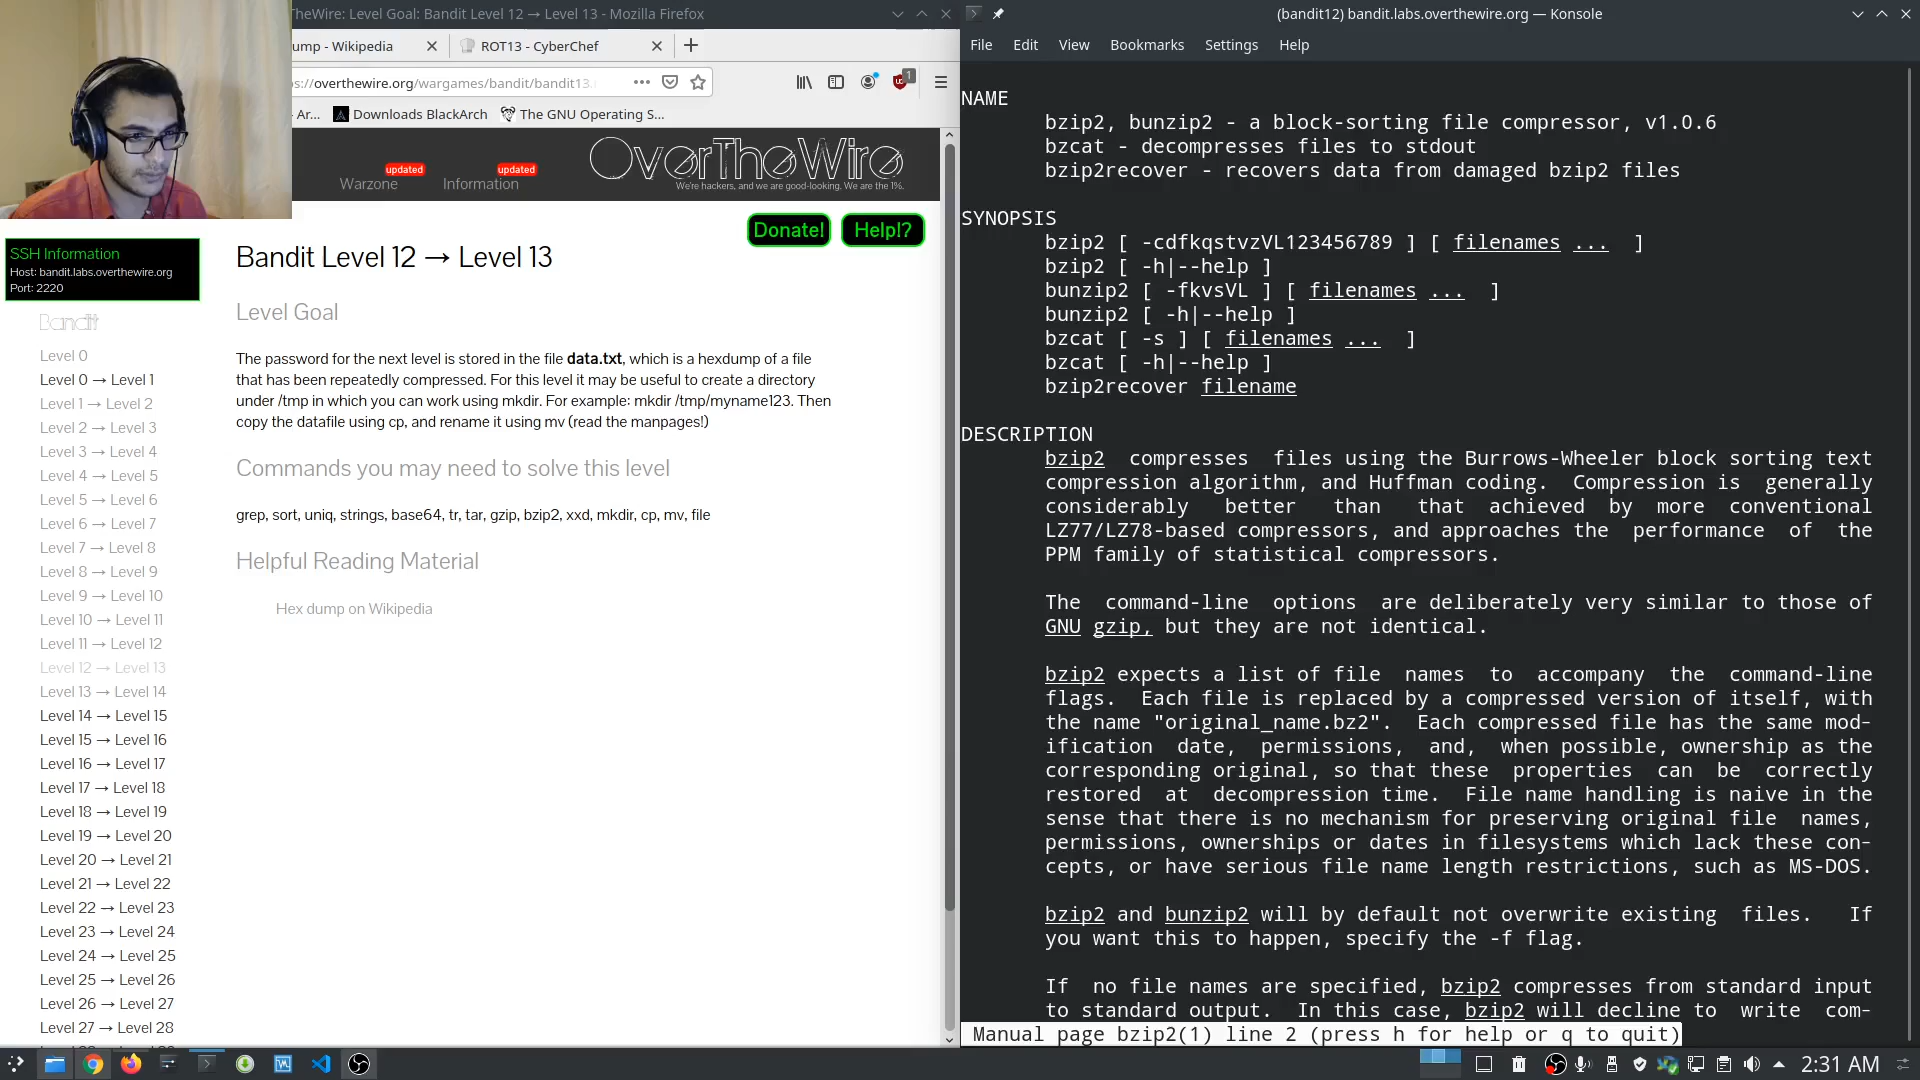 TheWire: Level Goal: Bandit Level 12 → Level 13 - Mozilla Firefox
ump - Wikipedia
ROT13 - CyberChef
overthewire.org/wargames/bandit/bandit13.
1
Ar...
Downloads BlackArch
The GNU Operating S...
Warzone
updated
Information
updated
OverTheWire
We're hackers, and we are good-looking. We are the 1%.
Donate!
Help!?
SSH Information
Host: bandit.labs.overthewire.org
Port: 2220
Bandit
Level 0
Level 0 → Level 1
Level 1 → Level 2
Level 2 → Level 3
Level 3 → Level 4
Level 4 → Level 5
Level 5 → Level 6
Level 6 → Level 7
Level 7 → Level 8
Level 8 → Level 9
Level 9 → Level 10
Level 10 → Level 11
Level 11 → Level 12
Level 12 → Level 13
Level 13 → Level 14
Level 14 → Level 15
Level 15 → Level 16
Level 16 → Level 17
Level 17 → Level 18
Level 18 → Level 19
Level 19 → Level 20
Level 20 → Level 21
Level 21 → Level 22
Level 22 → Level 23
Level 23 → Level 24
Level 24 → Level 25
Level 25 → Level 26
Level 26 → Level 27
Level 27 → Level 28
Bandit Level 12 → Level 13
Level Goal
The password for the next level is stored in the file data.txt, which is a hexdump of a file
that has been repeatedly compressed. For this level it may be useful to create a directory
under /tmp in which you can work using mkdir. For example: mkdir /tmp/myname123. Then
copy the datafile using cp, and rename it using mv (read the manpages!)
Commands you may need to solve this level
grep, sort, uniq, strings, base64, tr, tar, gzip, bzip2, xxd, mkdir, cp, mv, file
Helpful Reading Material
Hex dump on Wikipedia
(bandit12) bandit.labs.overthewire.org — Konsole
File Edit View Bookmarks Settings Help
NAME
bzip2, bunzip2 - a block-sorting file compressor, v1.0.6
bzcat - decompresses files to stdout
bzip2recover - recovers data from damaged bzip2 files
SYNOPSIS
bzip2 [ -cdfkqstvzVL123456789 ] [ filenames ... ]
bzip2 [ -h|--help ]
bunzip2 [ -fkvsVL ] [ filenames ... ]
bunzip2 [ -h|--help ]
bzcat [ -s ] [ filenames ... ]
bzcat [ -h|--help ]
bzip2recover filename
DESCRIPTION
bzip2 compresses files using the Burrows-Wheeler block sorting text
compression algorithm, and Huffman coding. Compression is generally
considerably better than that achieved by more conventional
LZ77/LZ78-based compressors, and approaches the performance of the
PPM family of statistical compressors.
The command-line options are deliberately very similar to those of
GNU gzip, but they are not identical.
bzip2 expects a list of file names to accompany the command-line
flags. Each file is replaced by a compressed version of itself, with
the name "original_name.bz2". Each compressed file has the same mod-
ification date, permissions, and, when possible, ownership as the
corresponding original, so that these properties can be correctly
restored at decompression time. File name handling is naive in the
sense that there is no mechanism for preserving original file names,
permissions, ownerships or dates in filesystems which lack these con-
cepts, or have serious file name length restrictions, such as MS-DOS.
bzip2 and bunzip2 will by default not overwrite existing files. If
you want this to happen, specify the -f flag.
If no file names are specified, bzip2 compresses from standard input
to standard output. In this case, bzip2 will decline to write com-
Manual page bzip2(1) line 2 (press h for help or q to quit)
2:31 AM